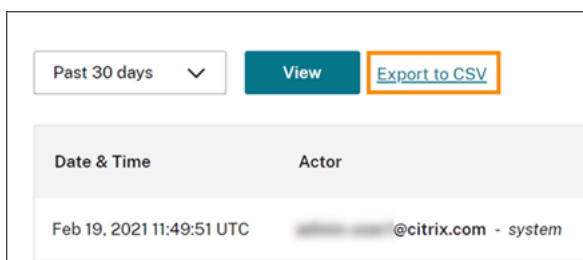 Past 30 days View Export to CSV
Date & Time Actor
Feb 19, 2021 11:49:51 UTC @citrix.com - system